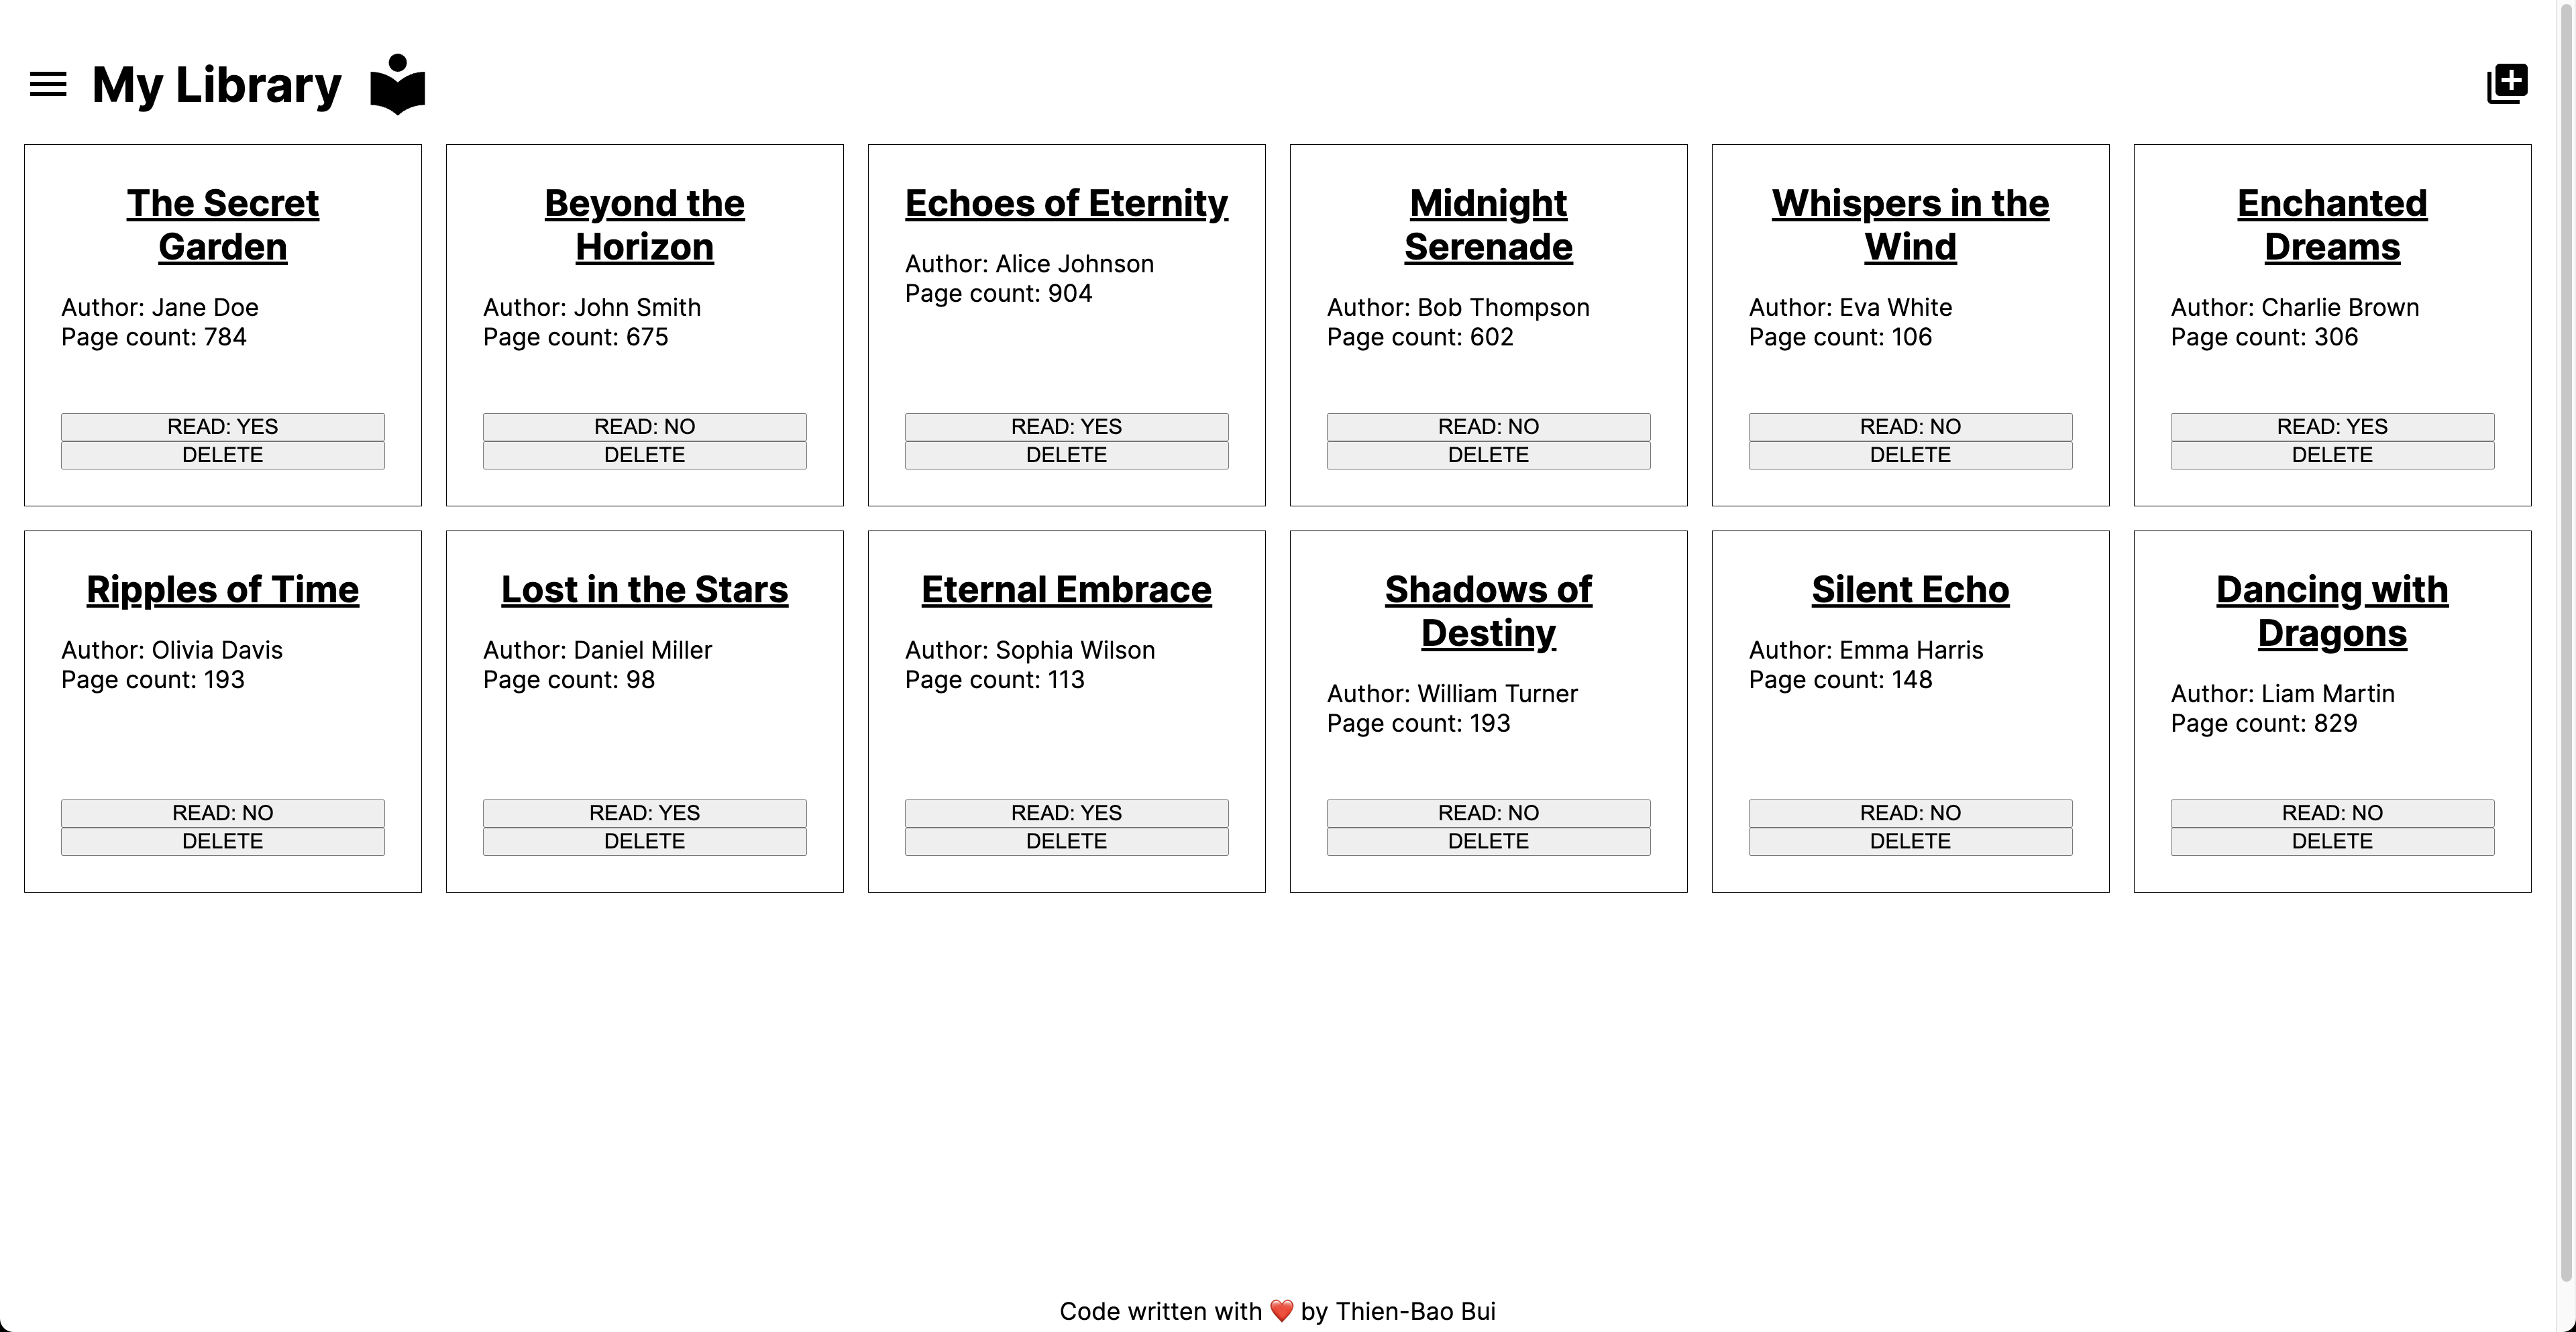 My Library
The Secret
Garden
Author: Jane Doe
Page count: 784
READ: YES
DELETE
Beyond the
Horizon
Author: John Smith
Page count: 675
READ: NO
DELETE
Echoes of Eternity
Author: Alice Johnson
Page count: 904
READ: YES
DELETE
Midnight
Serenade
Author: Bob Thompson
Page count: 602
READ: NO
DELETE
Whispers in the
Wind
Author: Eva White
Page count: 106
READ: NO
DELETE
Enchanted
Dreams
Author: Charlie Brown
Page count: 306
READ: YES
DELETE
Ripples of Time
Author: Olivia Davis
Page count: 193
READ: NO
DELETE
Lost in the Stars
Author: Daniel Miller
Page count: 98
READ: YES
DELETE
Eternal Embrace
Author: Sophia Wilson
Page count: 113
READ: YES
DELETE
Shadows of
Destiny
Author: William Turner
Page count: 193
READ: NO
DELETE
Silent Echo
Author: Emma Harris
Page count: 148
READ: NO
DELETE
Dancing with
Dragons
Author: Liam Martin
Page count: 829
READ: NO
DELETE
Code written with ❤️ by Thien-Bao Bui